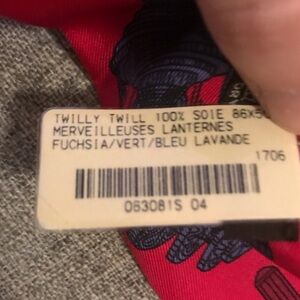 TWILLY TWILL 100% SOIE 86X5
MERVEILLEUSES LANTERNES
FUCHSIA/VERT/BLEU LAVANDE
1706
063081S 04